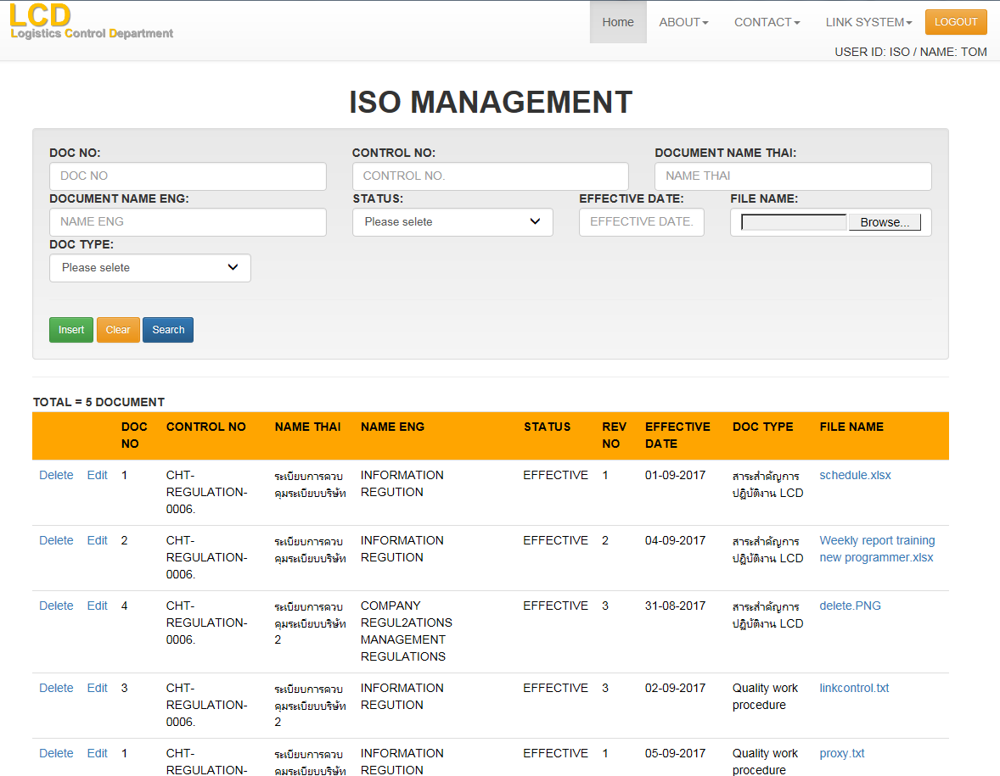 LCD
Logistics Control Department
Home ABOUT CONTACT LINK SYSTEM LOGOUT
USER ID: ISO / NAME: TOM
ISO MANAGEMENT
DOC NO: CONTROL NO: DOCUMENT NAME THAI:
DOC NO CONTROL NO. NAME THAI
DOCUMENT NAME ENG: STATUS: EFFECTIVE DATE: FILE NAME:
NAME ENG Please selete EFFECTIVE DATE. Browse...
DOC TYPE:
Please selete
Insert Clear Search
TOTAL = 5 DOCUMENT
DOC CONTROL NO NAME THAI NAME ENG STATUS REV EFFECTIVE DOC TYPE FILE NAME
NO NO DATE
Delete Edit 1 CHT- ระเบียบการควบ INFORMATION EFFECTIVE 1 01-09-2017 สาระสำคัญการ schedule.xlsx
REGULATION- คุมระเบียบบริษัท REGUTION ปฏิบัติงาน LCD
0006.
Delete Edit 2 CHT- ระเบียบการควบ INFORMATION EFFECTIVE 2 04-09-2017 สาระสำคัญการ Weekly report training
REGULATION- คุมระเบียบบริษัท REGUTION ปฏิบัติงาน LCD new programmer.xlsx
0006.
Delete Edit 4 CHT- ระเบียบการควบ COMPANY EFFECTIVE 3 31-08-2017 สาระสำคัญการ delete.PNG
REGULATION- คุมระเบียบบริษัท REGUL2ATIONS ปฏิบัติงาน LCD
0006. 2 MANAGEMENT
REGULATIONS
Delete Edit 3 CHT- ระเบียบการควบ INFORMATION EFFECTIVE 3 02-09-2017 Quality work linkcontrol.txt
REGULATION- คุมระเบียบบริษัท REGUTION procedure
0006. 2
Delete Edit 1 CHT- ระเบียบการควบ INFORMATION EFFECTIVE 1 05-09-2017 Quality work proxy.txt
REGULATION- คุมระเบียบบริษัท REGUTION procedure